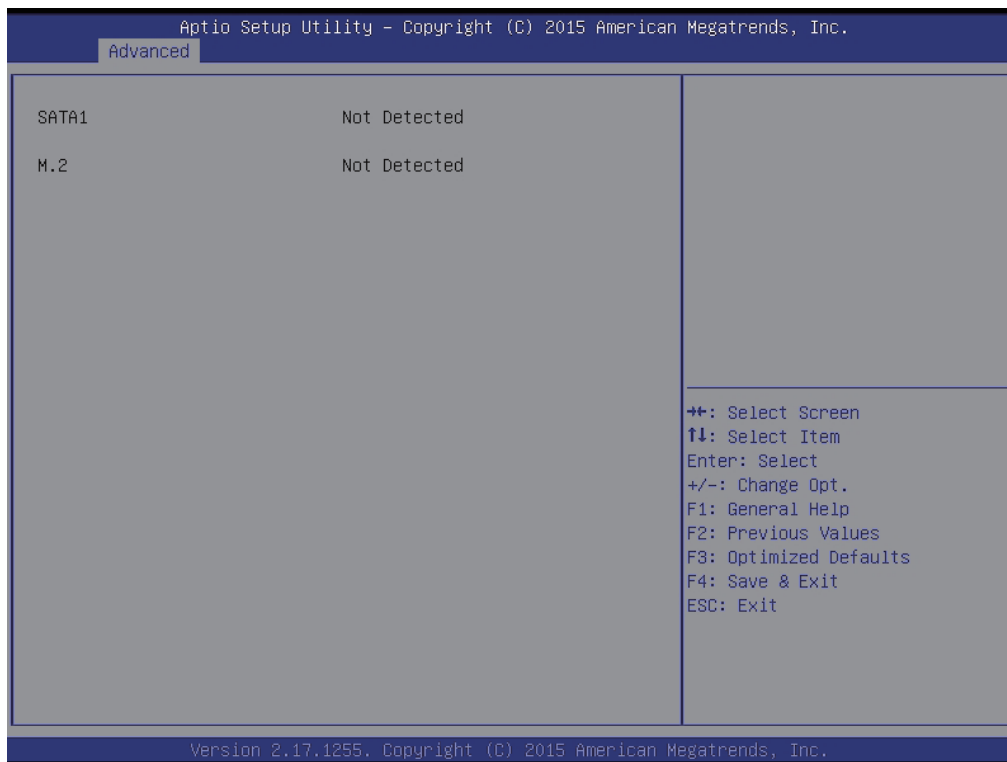 Aptio Setup Utility – Copyright (C) 2015 American Megatrends, Inc.
Advanced
SATA1 Not Detected
M.2 Not Detected
→←: Select Screen
↑↓: Select Item
Enter: Select
+/-: Change Opt.
F1: General Help
F2: Previous Values
F3: Optimized Defaults
F4: Save & Exit
ESC: Exit
Version 2.17.1255. Copyright (C) 2015 American Megatrends, Inc.